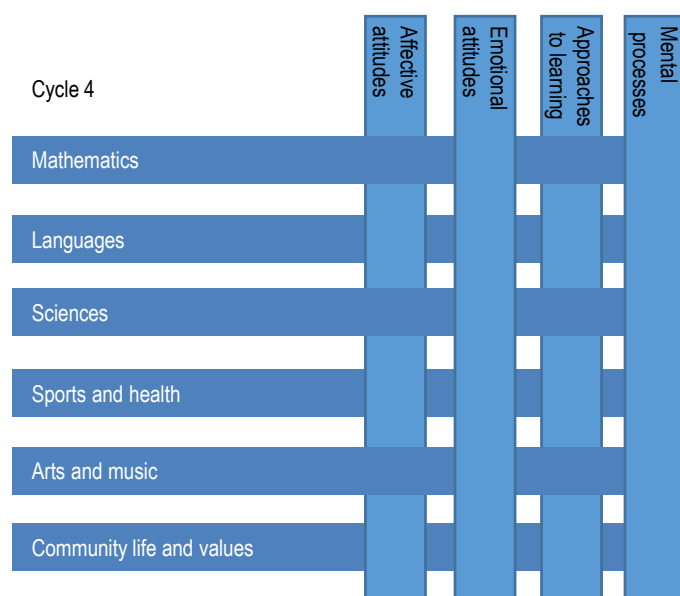 Affective
attitudes
Emotional
attitudes
Approaches
to learning
Mental
processes
Cycle 4
Mathematics
Languages
Sciences
Sports and health
Arts and music
Community life and values